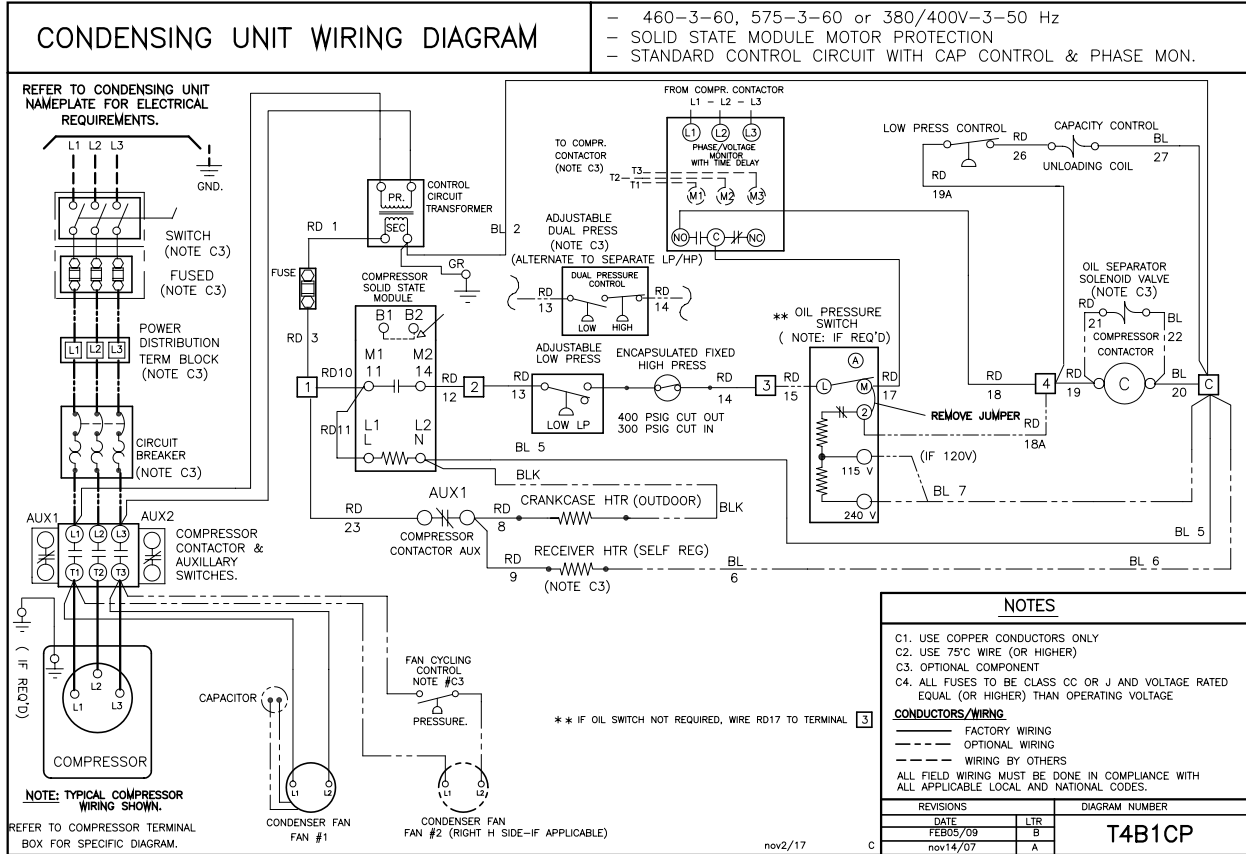 CONDENSING UNIT WIRING DIAGRAM
- 460-3-60, 575-3-60 or 380/400V-3-50 Hz
- SOLID STATE MODULE MOTOR PROTECTION
- STANDARD CONTROL CIRCUIT WITH CAP CONTROL & PHASE MON.
REFER TO CONDENSING UNIT
NAMEPLATE FOR ELECTRICAL
REQUIREMENTS.
L1 L2 L3
GND.
SWITCH
(NOTE C3)
FUSED
(NOTE C3)
POWER
DISTRIBUTION
TERM BLOCK
(NOTE C3)
L1 L2 L3
CIRCUIT
BREAKER
(NOTE C3)
AUX1
AUX2
L1 L2 L3
T1 T2 T3
COMPRESSOR
CONTACTOR &
AUXILLARY
SWITCHES.
( IF REQ'D)
L2
L1
L3
COMPRESSOR
NOTE: TYPICAL COMPRESSOR
WIRING SHOWN.
REFER TO COMPRESSOR TERMINAL
BOX FOR SPECIFIC DIAGRAM.
PR.
SEC
CONTROL
CIRCUIT
TRANSFORMER
RD 1
BL 2
GR
FUSE
RD 3
COMPRESSOR
SOLID STATE
MODULE
B1 B2
M1 M2
11 14
L1 L2
L N
1
RD10
RD11
RD
12
2
RD
13
ADJUSTABLE
DUAL PRESS
(NOTE C3)
(ALTERNATE TO SEPARATE LP/HP)
DUAL PRESSURE
CONTROL
RD
13
RD
14
LOW HIGH
ADJUSTABLE
LOW PRESS
LOW LP
ENCAPSULATED FIXED
HIGH PRESS
400 PSIG CUT OUT
300 PSIG CUT IN
RD
14
3
RD
15
FROM COMPR. CONTACTOR
L1 - L2 - L3
L1 L2 L3
PHASE/VOLTAGE
MONITOR
WITH TIME DELAY
TO COMPR.
CONTACTOR
(NOTE C3)
T3
T2
T1
M1 M2 M3
NO C NC
** OIL PRESSURE
SWITCH
( NOTE: IF REQ'D)
A
L M
2
115 V
240 V
RD
17
REMOVE JUMPER
RD
18A
(IF 120V)
BL 7
RD
18
4
RD
19
LOW PRESS CONTROL
RD
26
RD
19A
CAPACITY CONTROL
UNLOADING COIL
BL
27
OIL SEPARATOR
SOLENOID VALVE
(NOTE C3)
RD
21
BL
22
COMPRESSOR
CONTACTOR
C
BL
20
C
BL 5
BLK
BLK
RD
23
AUX1
COMPRESSOR
CONTACTOR AUX
RD
8
CRANKCASE HTR (OUTDOOR)
RD
9
RECEIVER HTR (SELF REG)
(NOTE C3)
BL
6
BL 5
BL 6
CAPACITOR
L1 L2
CONDENSER FAN
FAN #1
FAN CYCLING
CONTROL
NOTE #C3
PRESSURE.
L1 L2
CONDENSER FAN
FAN #2 (RIGHT H SIDE-IF APPLICABLE)
** IF OIL SWITCH NOT REQUIRED, WIRE RD17 TO TERMINAL 3
nov2/17 C
NOTES
C1. USE COPPER CONDUCTORS ONLY
C2. USE 75°C WIRE (OR HIGHER)
C3. OPTIONAL COMPONENT
C4. ALL FUSES TO BE CLASS CC OR J AND VOLTAGE RATED
EQUAL (OR HIGHER) THAN OPERATING VOLTAGE
CONDUCTORS/WIRNG
FACTORY WIRING
OPTIONAL WIRING
WIRING BY OTHERS
ALL FIELD WIRING MUST BE DONE IN COMPLIANCE WITH
ALL APPLICABLE LOCAL AND NATIONAL CODES.
REVISIONS
DIAGRAM NUMBER
DATE LTR
FEB05/09 B
nov14/07 A
T4B1CP